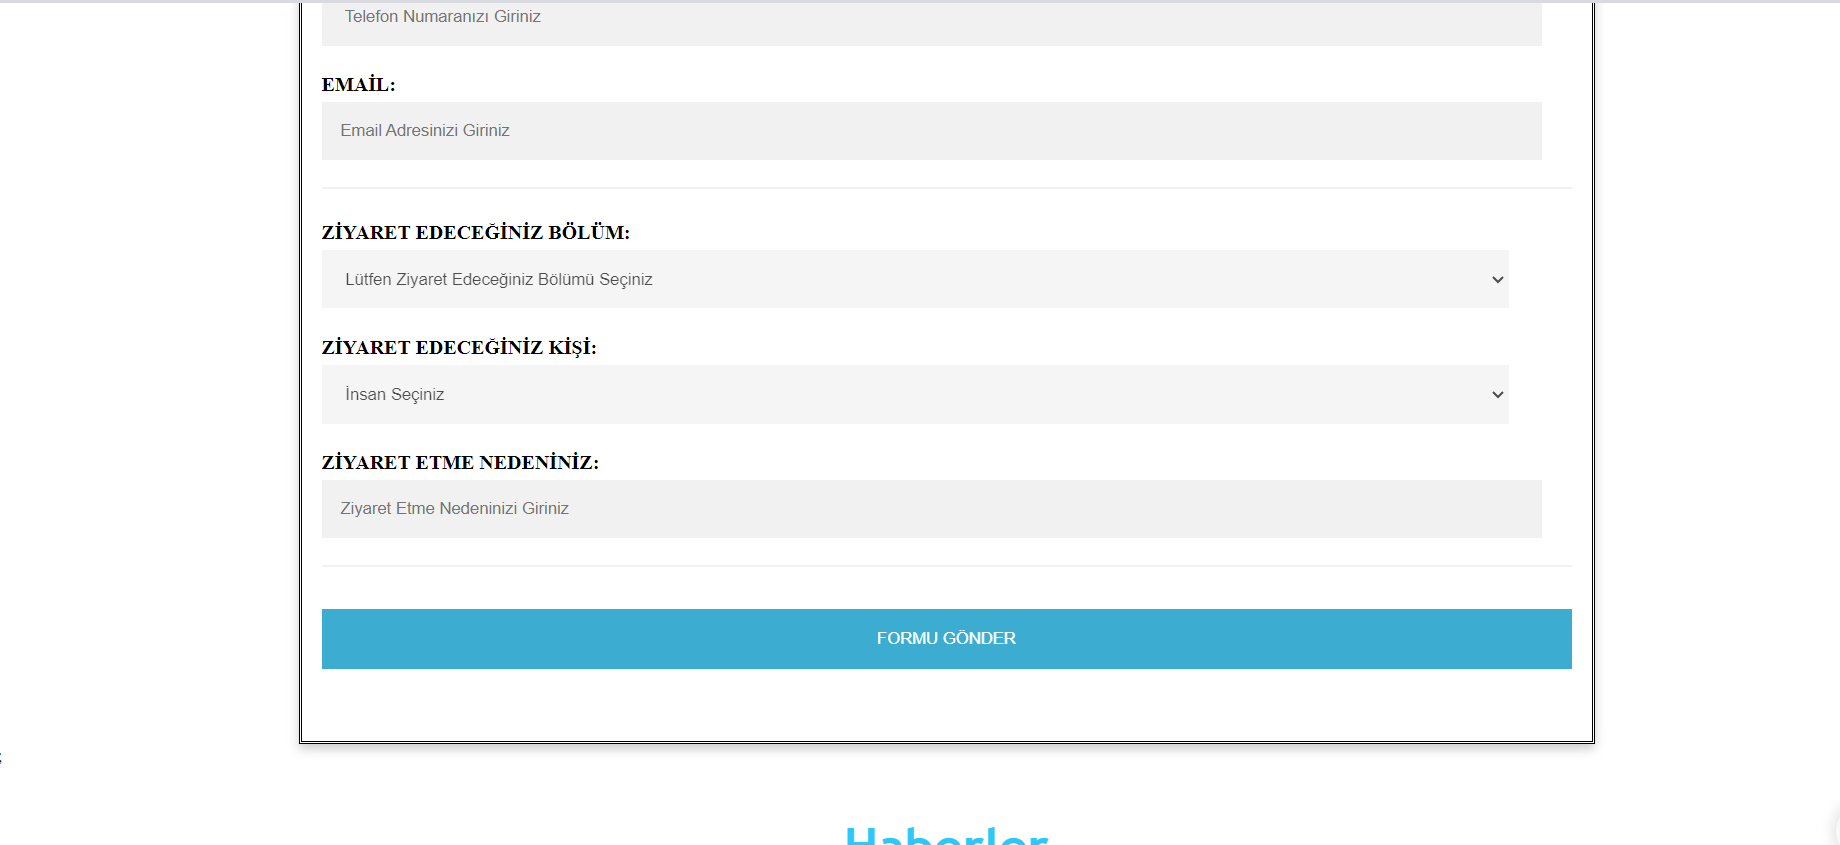 Telefon Numaranızı Giriniz
EMAİL:
Email Adresinizi Giriniz
ZİYARET EDECEĞİNİZ BÖLÜM:
Lütfen Ziyaret Edeceğiniz Bölümü Seçiniz
ZİYARET EDECEĞİNİZ KİŞİ:
İnsan Seçiniz
ZİYARET ETME NEDENİNİZ:
Ziyaret Etme Nedeninizi Giriniz
FORMU GÖNDER
;
Haberler